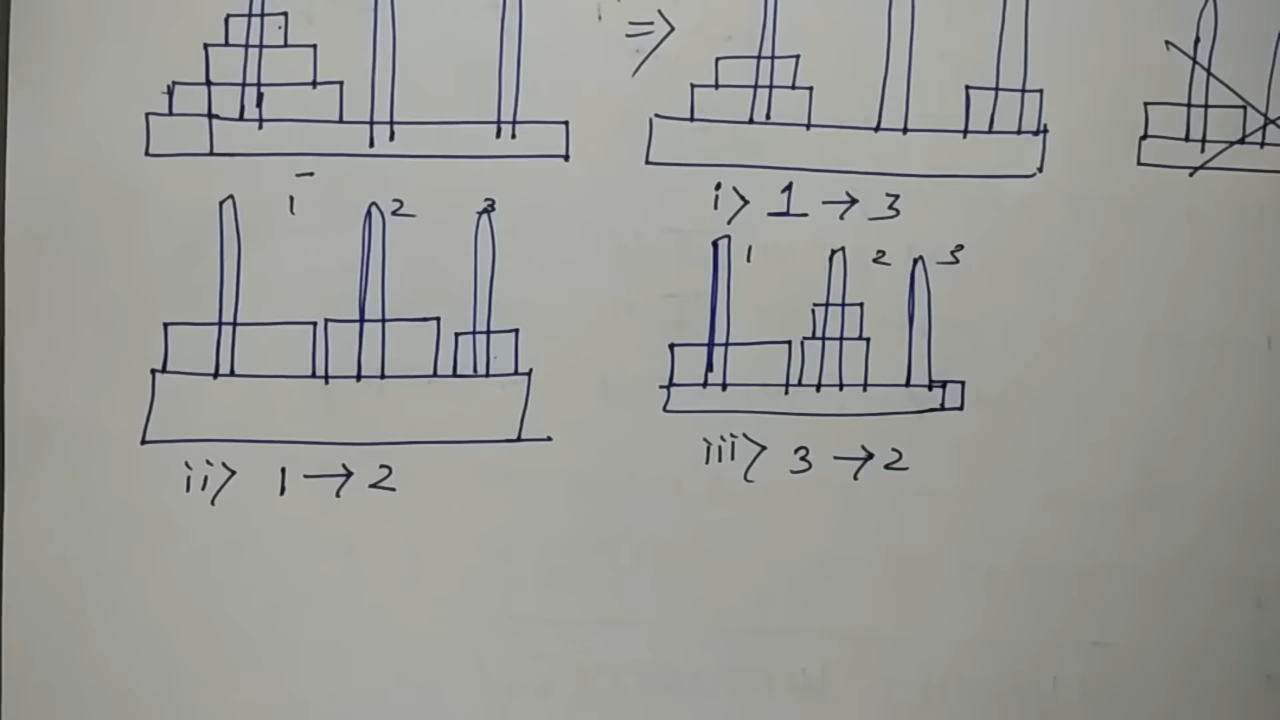 ⇒
i> 1 → 3
1 2 3
1 2 3
ii> 1 → 2
iii> 3 → 2